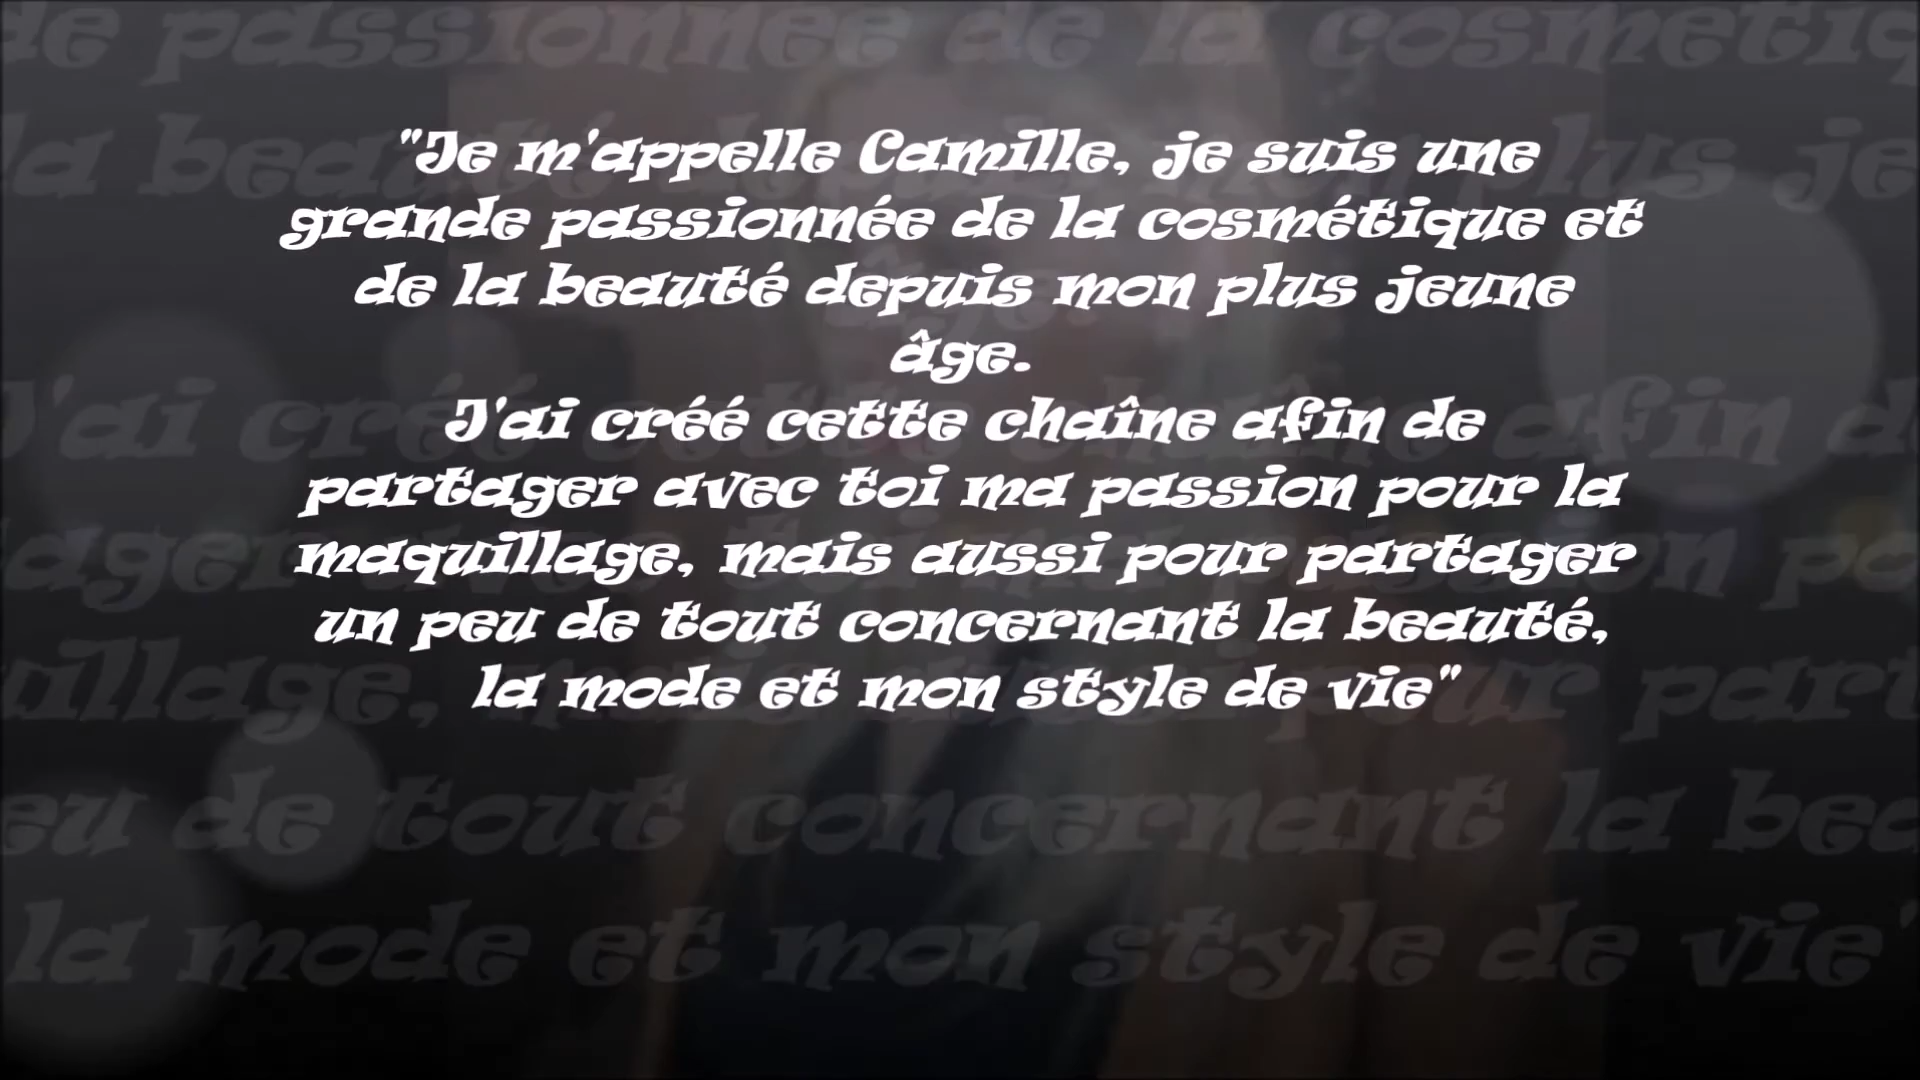 "Je m'appelle Camille, je suis une
grande passionnée de la cosmétique et
de la beauté depuis mon plus jeune
âge.
J'ai créé cette chaîne afin de
partager avec toi ma passion pour la
maquillage, mais aussi pour partager
un peu de tout concernant la beauté,
la mode et mon style de vie"